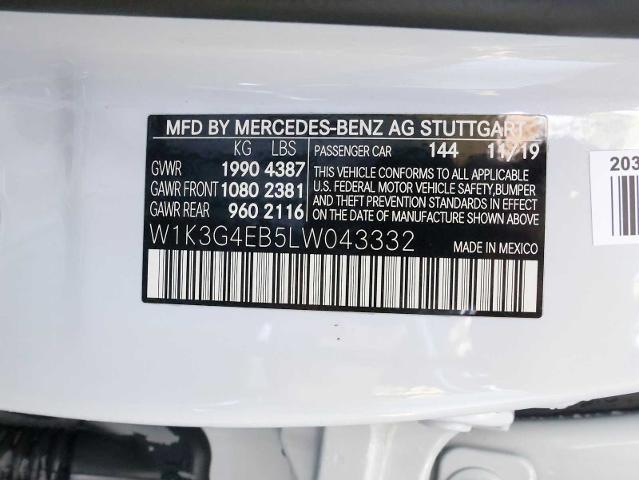 MFD BY MERCEDES-BENZ AG STUTTGART
KG LBS
GVWR 1990 4387
GAWR FRONT 1080 2381
GAWR REAR 960 2116
PASSENGER CAR 144 11/19
THIS VEHICLE CONFORMS TO ALL APPLICABLE
U.S. FEDERAL MOTOR VEHICLE SAFETY, BUMPER
AND THEFT PREVENTION STANDARDS IN EFFECT
ON THE DATE OF MANUFACTURE SHOWN ABOVE.
W1K3G4EB5LW043332
MADE IN MEXICO
203